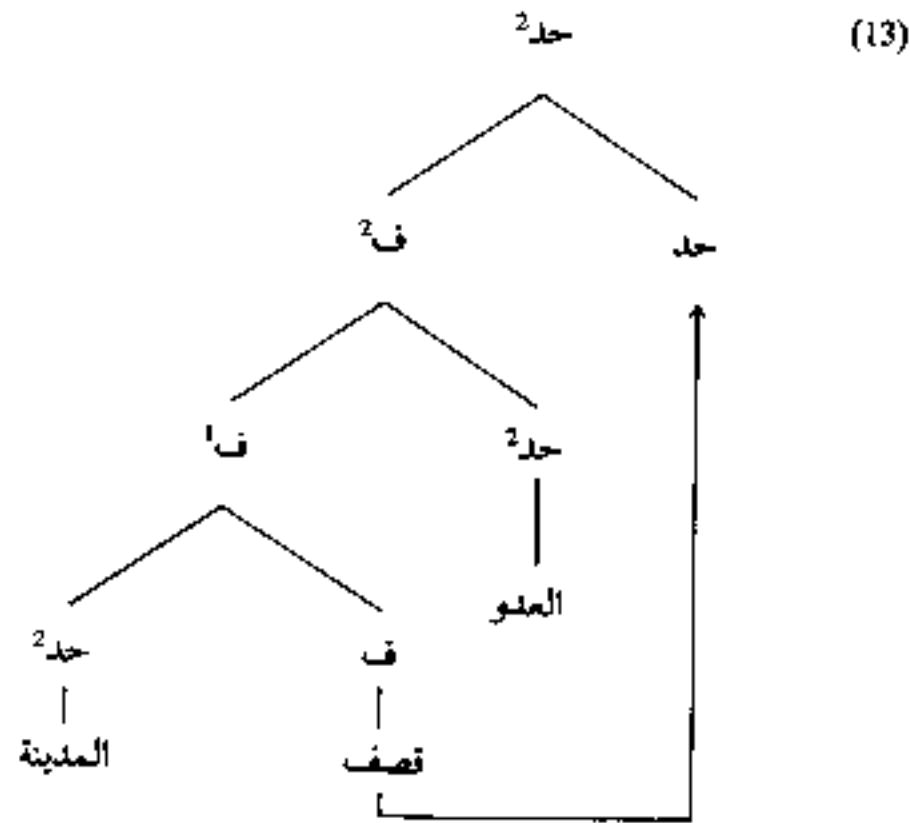 (13) حد²
ف² حد
ف¹ حد²
العدو
حد² ف
المدينة قصف